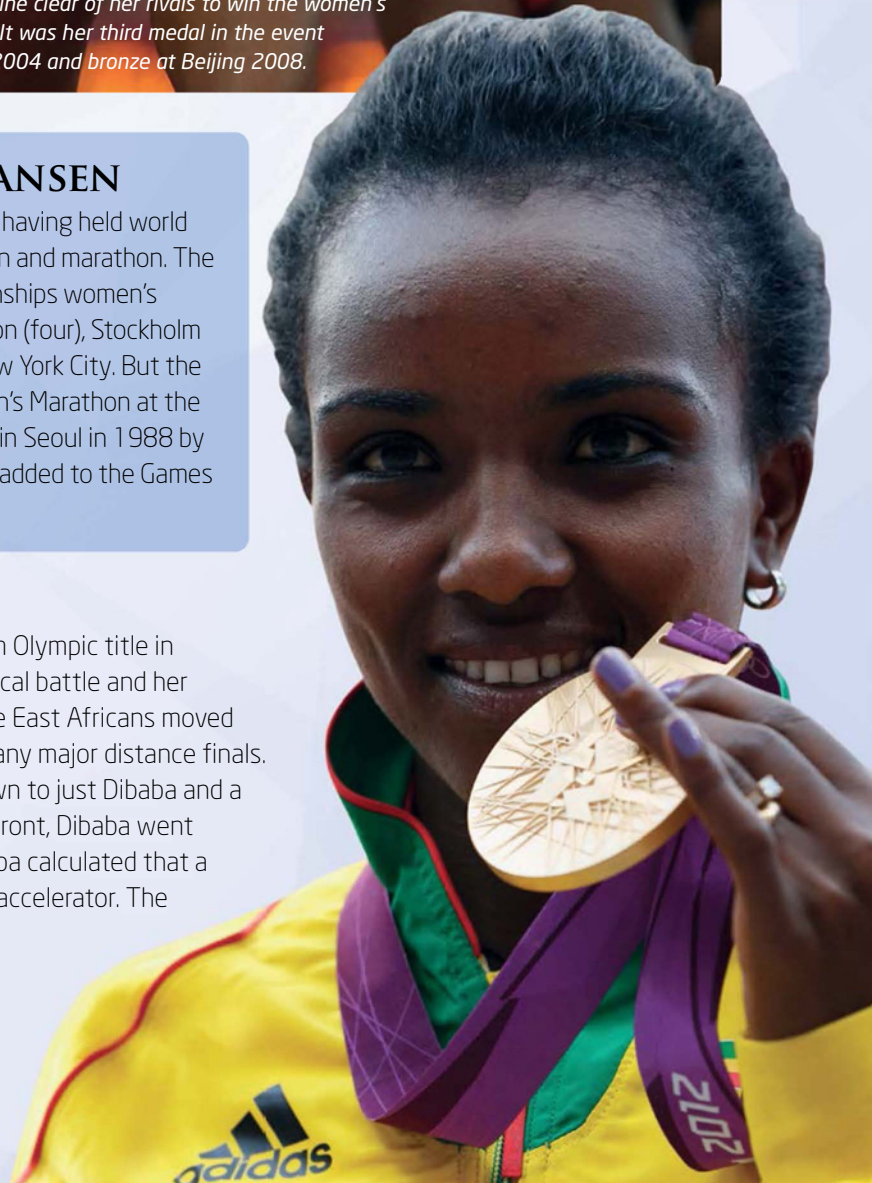 ine clear of her rivals to win the women's
It was her third medal in the event
2004 and bronze at Beijing 2008.
ANSEN
having held world
n and marathon. The
nships women's
on (four), Stockholm
w York City. But the
n's Marathon at the
in Seoul in 1988 by
added to the Games
n Olympic title in
ical battle and her
e East Africans moved
any major distance finals.
wn to just Dibaba and a
ront, Dibaba went
ba calculated that a
accelerator. The
adidas
2012